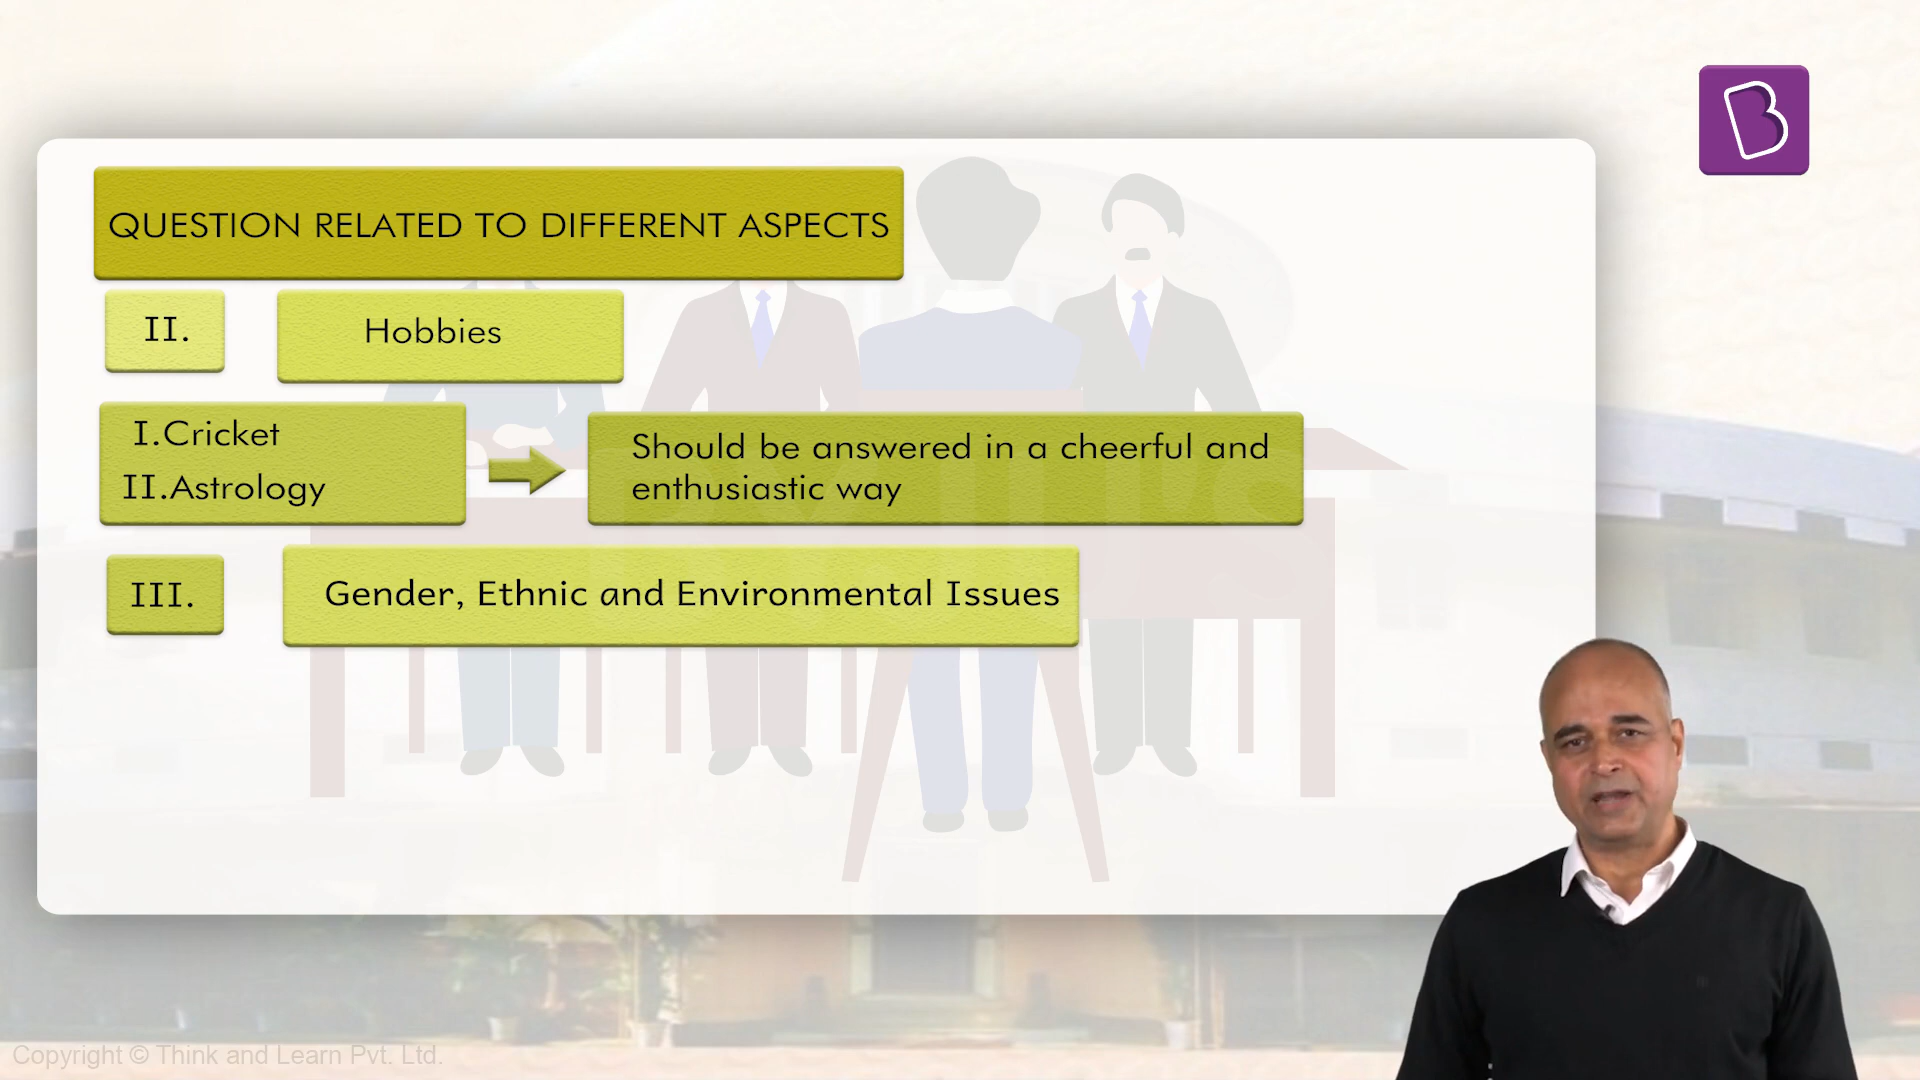 QUESTION RELATED TO DIFFERENT ASPECTS
II.
Hobbies
I.Cricket
II.Astrology
Should be answered in a cheerful and
enthusiastic way
III.
Gender, Ethnic and Environmental Issues
B
BYJU'S
Copyright © Think and Learn Pvt. Ltd.